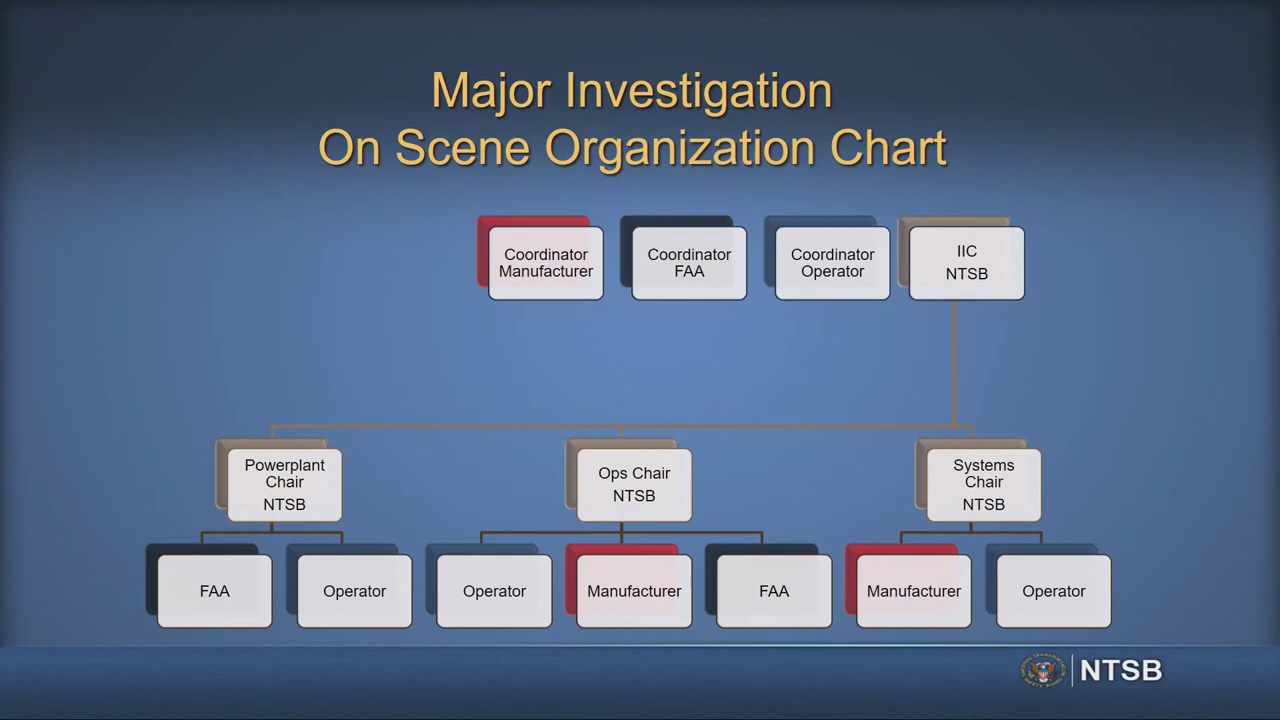 Major Investigation
On Scene Organization Chart
Coordinator
Manufacturer
Coordinator
FAA
Coordinator
Operator
IIC
NTSB
Powerplant
Chair
NTSB
Ops Chair
NTSB
Systems
Chair
NTSB
FAA
Operator
Operator
Manufacturer
FAA
Manufacturer
Operator
NTSB